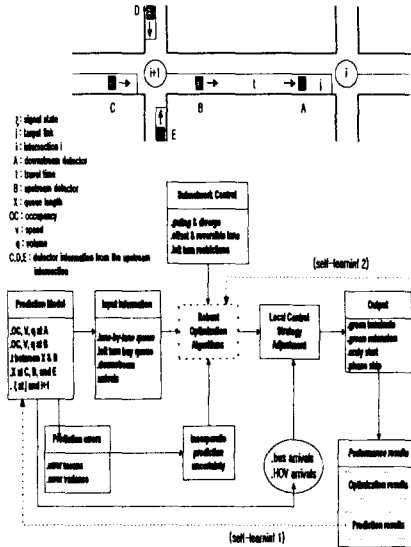 D
i+1
i
C
B
t
A
j
E
ξ : signal state
j : target link
i : intersection i
A : downstream detector
t : travel time
B : upstream detector
X : queue length
OC : occupancy
v : speed
q : volume
C,D,E : detector information from the upstream
intersection
Subnetwork Control
.gating & diverge
.offset & reversible lane
.left turn restrictions
(self-learnint 2)
Prediction Model
.OC, V, q at A
.OC, V, q at B
.t between X & B
.X at C, B, and E
. ξ at j and i+1
Input Information
.lane-by-lane queue
.left turn bay queue
.downstream
arrivals
Robust
Optimization
Algorithms
Local Control
Strategy
Adjustment
Output
.green terminate
.green extension
.early start
.phase skip
Prediction errors
.error means
.error variance
Incorporate
prediction
uncertainty
.bus arrivals
.HOV arrivals
Performance results
Optimization results
Prediction results
(self-learnint 1)